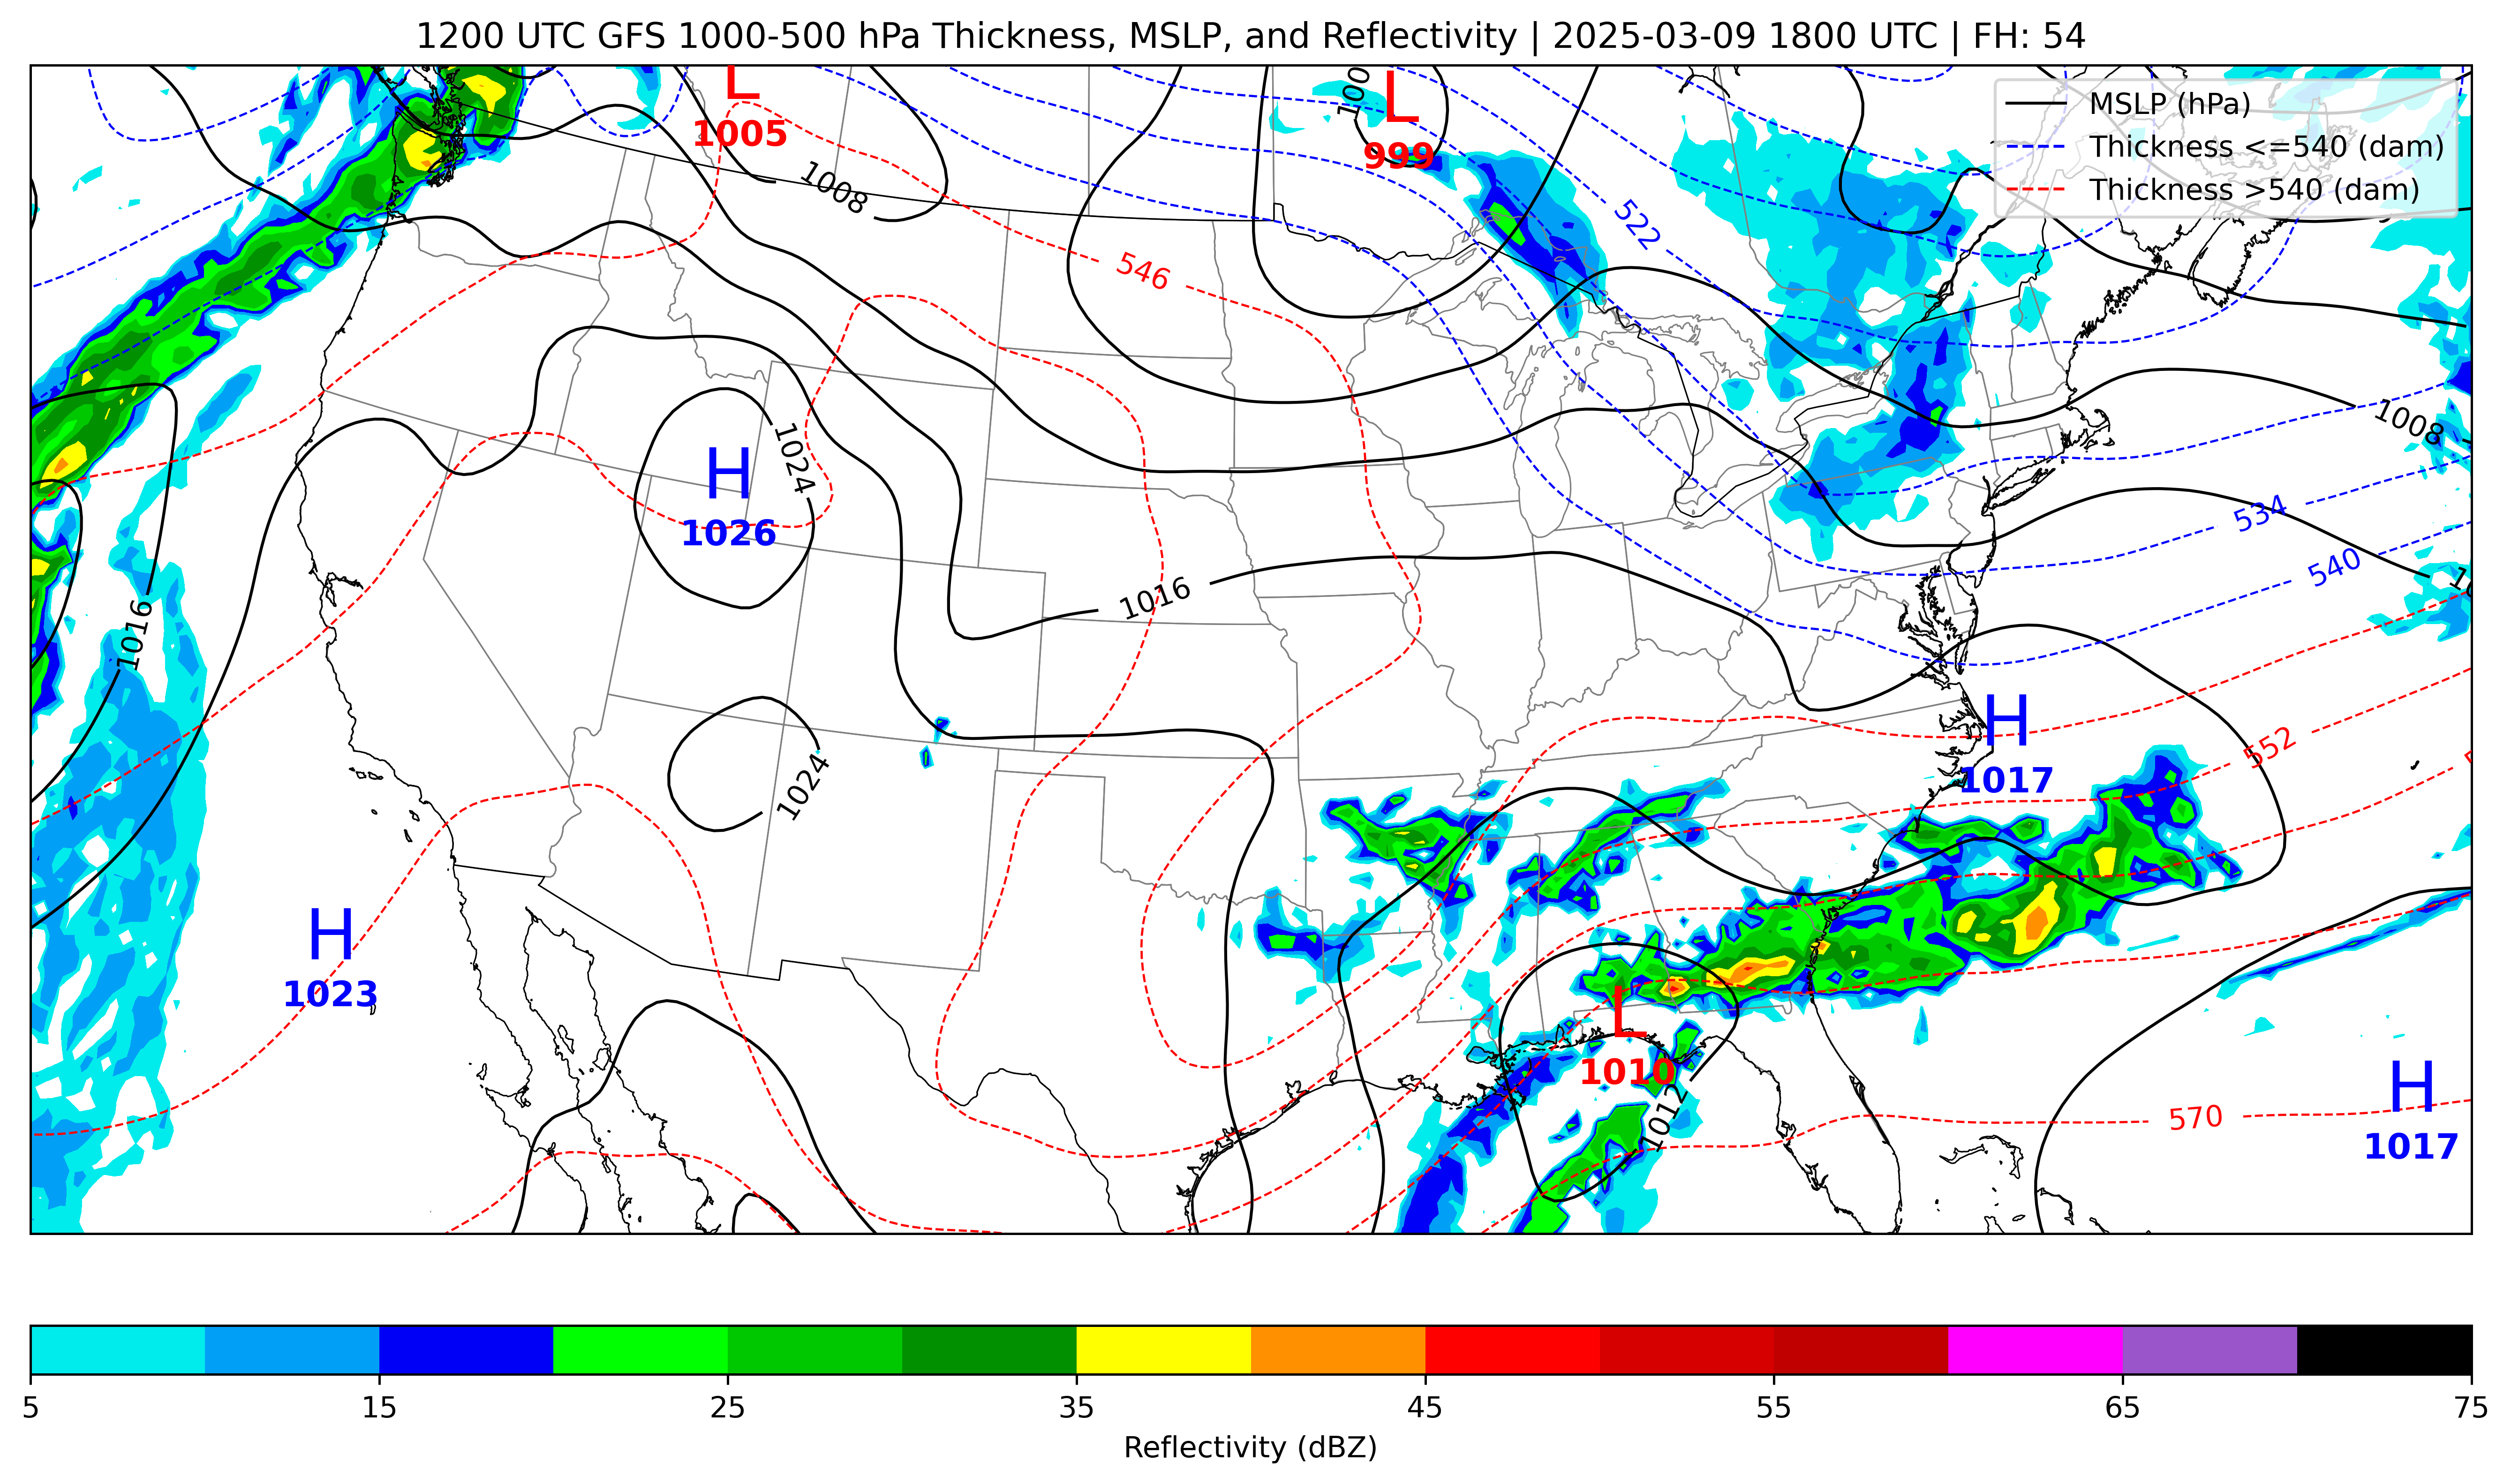 1200 UTC GFS 1000-500 hPa Thickness, MSLP, and Reflectivity | 2025-03-09 1800 UTC | FH: 54
MSLP (hPa)
Thickness <=540 (dam)
Thickness >540 (dam)
L
1005
L
999
1008
522
546
1008
1024
H
1026
534
540
1016
1016
H
1017
552
1024
H
1023
L
1010
1012
H
1017
570
5
15
25
35
45
55
65
75
Reflectivity (dBZ)